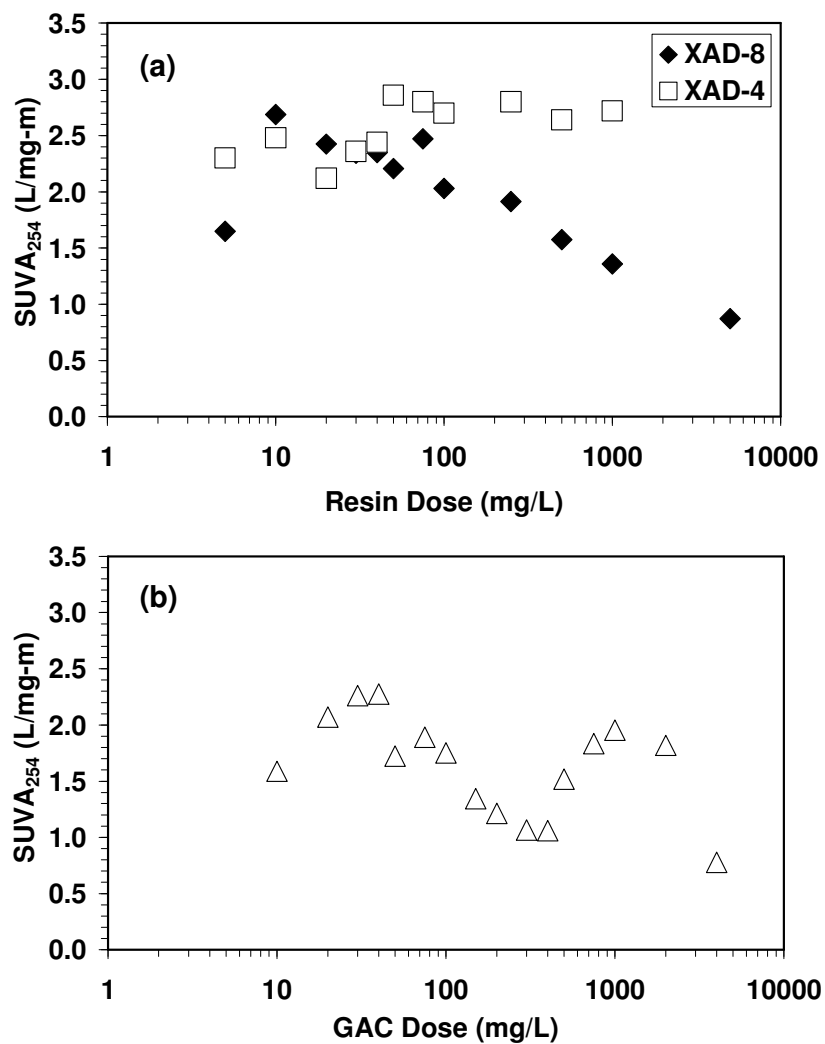 (a)
XAD-8
XAD-4
3.5
3.0
2.5
2.0
1.5
1.0
0.5
0.0
SUVA254 (L/mg-m)
1 10 100 1000 10000
Resin Dose (mg/L)
(b)
3.5
3.0
2.5
2.0
1.5
1.0
0.5
0.0
SUVA254 (L/mg-m)
1 10 100 1000 10000
GAC Dose (mg/L)